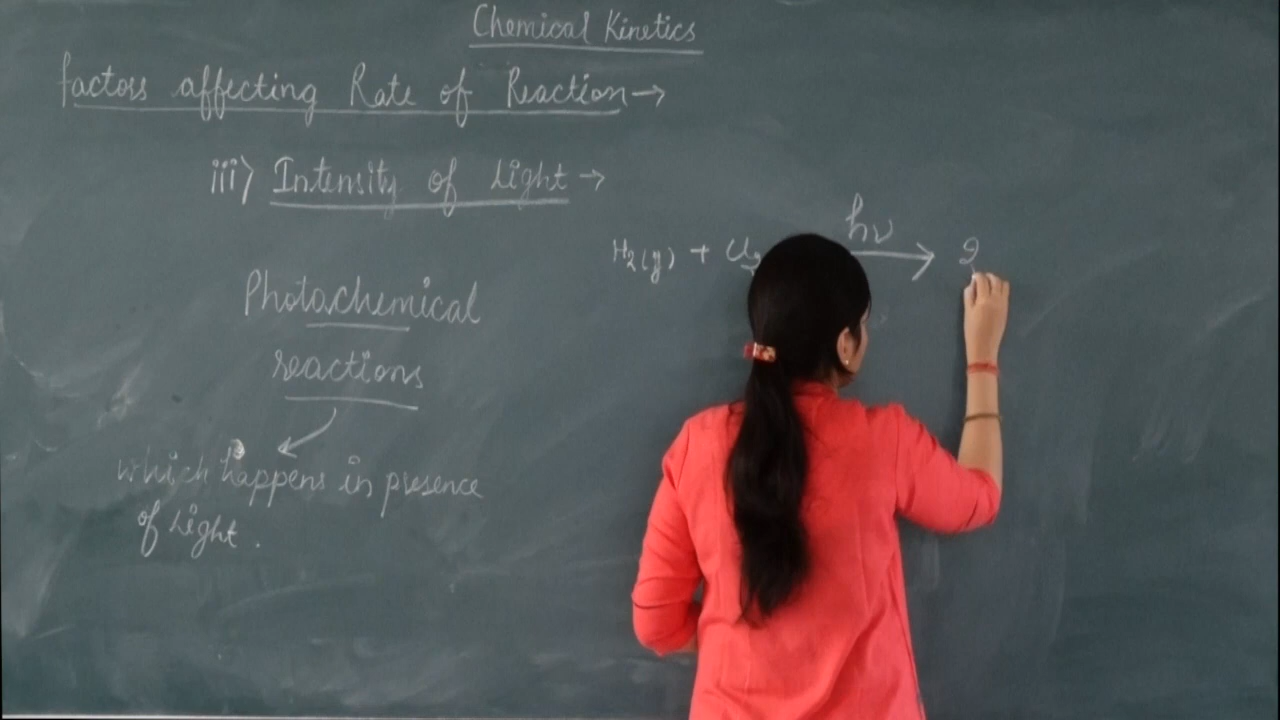 Chemical Kinetics
factors affecting Rate of Reaction→
iii) Intensity of Light →
hν
H2(g) + Cl2 → 2
Photochemical
reactions
which happens in presence
of Light.